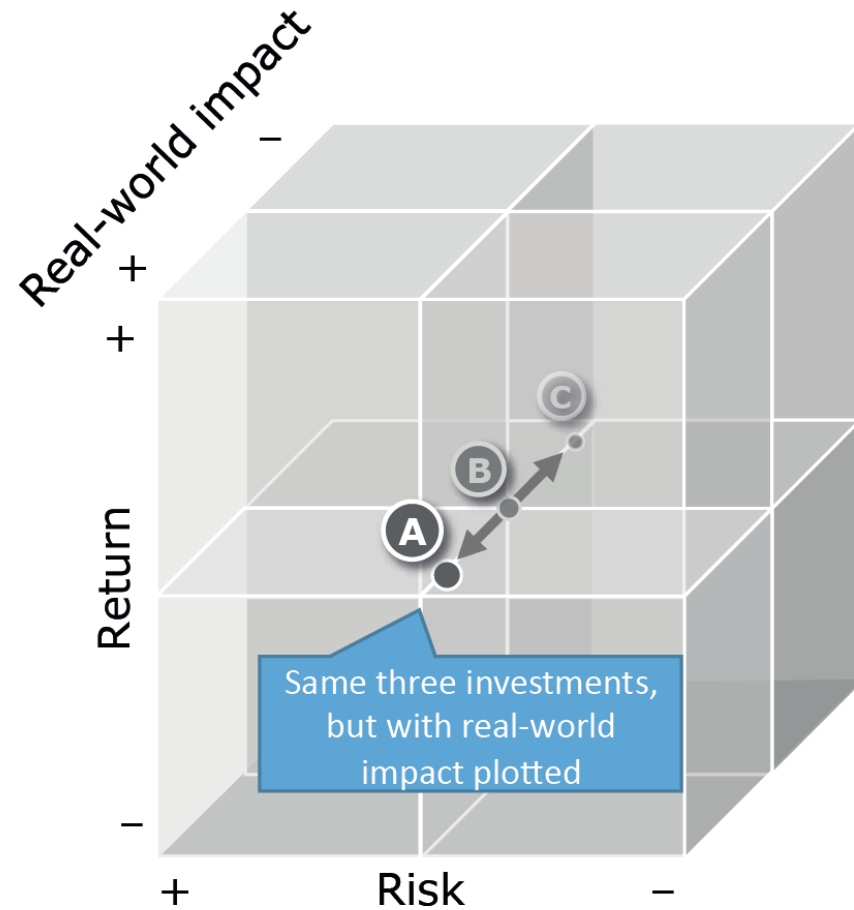 Real-world impact
–
+
+
C
B
A
Return
Same three investments,
but with real-world
impact plotted
–
+
Risk
–